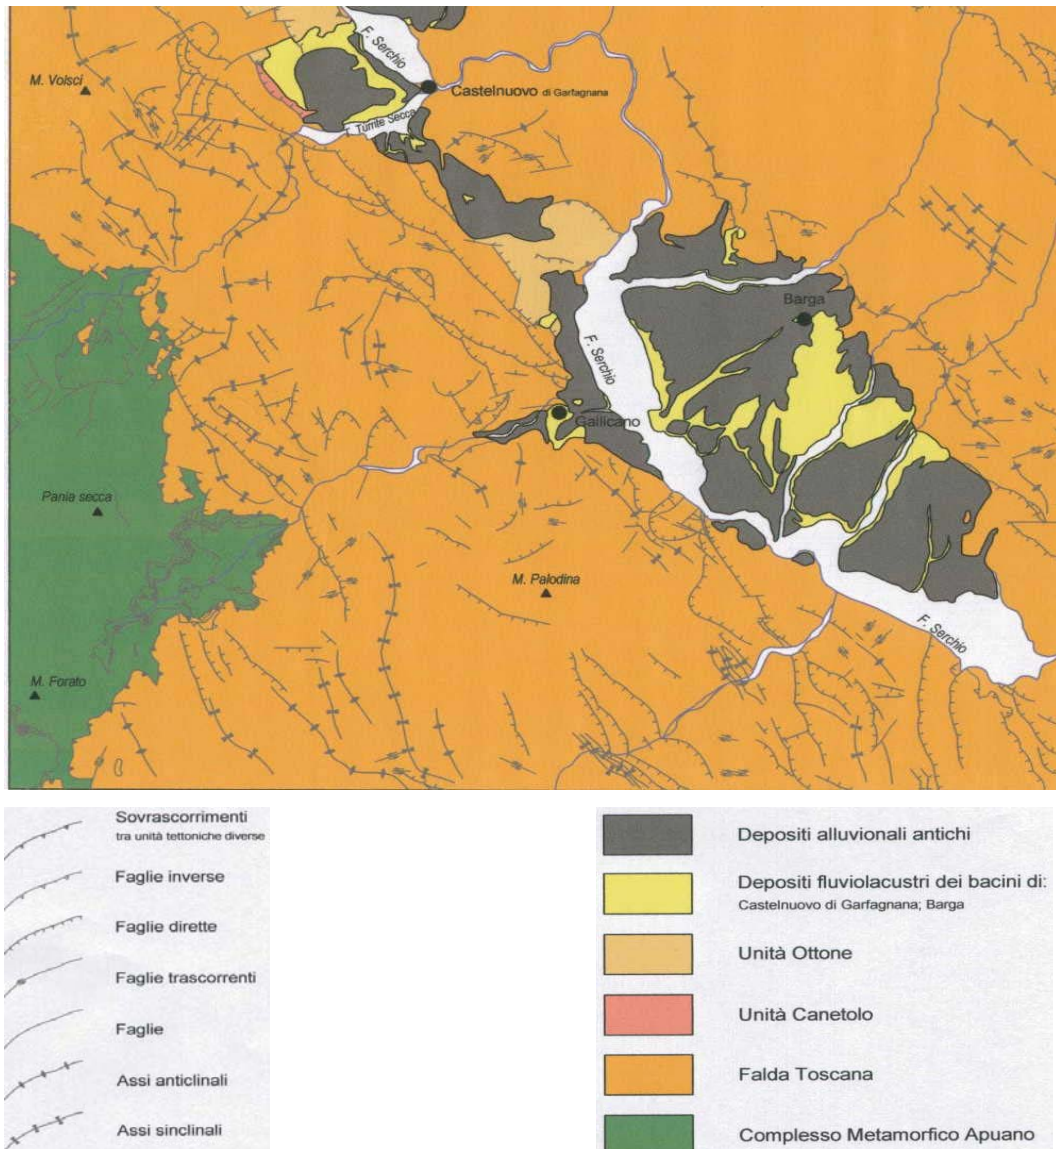 F. Serchio
M. Volsci
Castelnuovo di Garfagnana
T. Turrite Secca
Barga
F. Serchio
Gallicano
Pania secca
M. Palodina
F. Serchio
M. Forato
Sovrascorrimenti
tra unità tettoniche diverse
Faglie inverse
Faglie dirette
Faglie trascorrenti
Faglie
Assi anticlinali
Assi sinclinali
Depositi alluvionali antichi
Depositi fluviolacustri dei bacini di:
Castelnuovo di Garfagnana; Barga
Unità Ottone
Unità Canetolo
Falda Toscana
Complesso Metamorfico Apuano